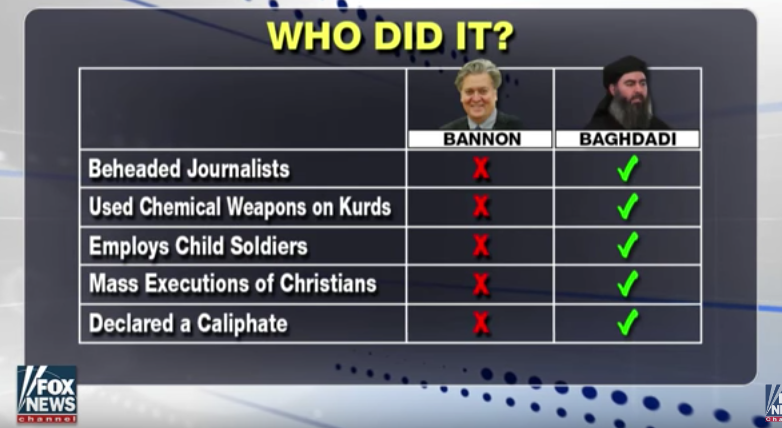 WHO DID IT?
BANNON BAGHDADI
Beheaded Journalists X ✓
Used Chemical Weapons on Kurds X ✓
Employs Child Soldiers X ✓
Mass Executions of Christians X ✓
Declared a Caliphate X ✓
FOX
NEWS
channel